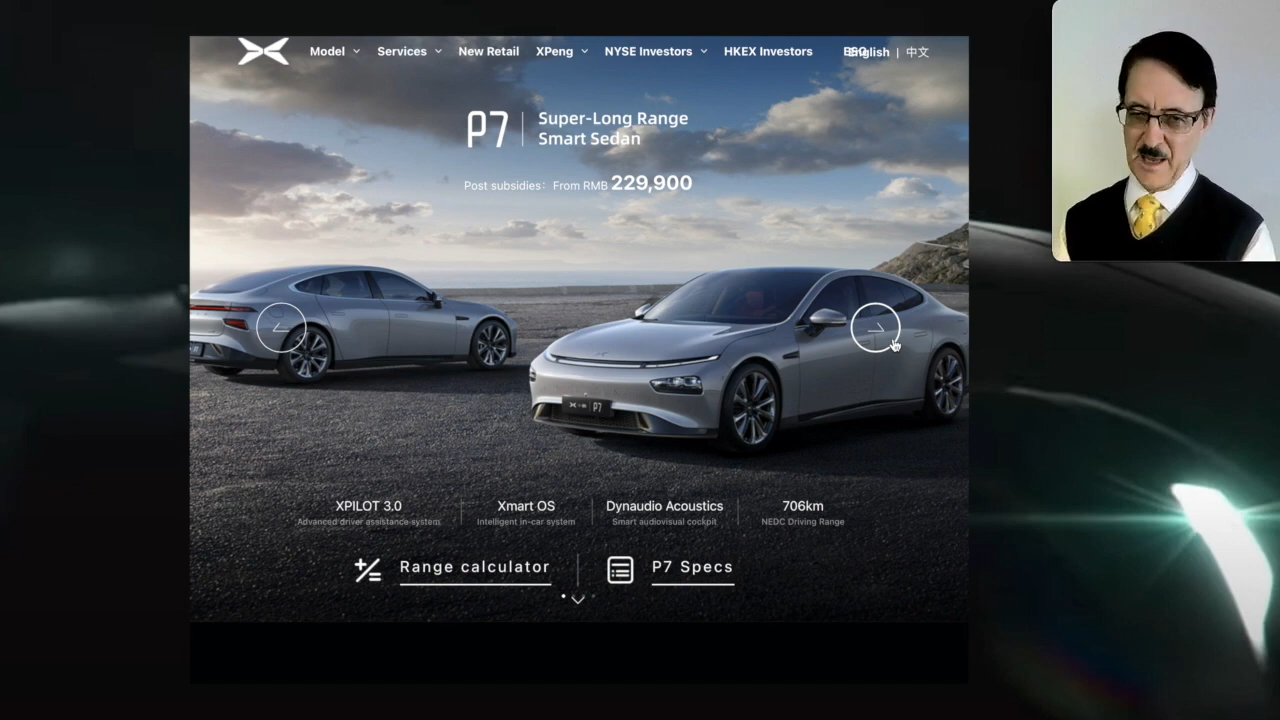 Model Services New Retail XPeng NYSE Investors HKEX Investors ESG English | 中文
P7
Super-Long Range
Smart Sedan
Post subsidies: From RMB 229,900
XPILOT 3.0
Advanced driver assistance system
Xmart OS
Intelligent in-car system
Dynaudio Acoustics
Smart audiovisual cockpit
706km
NEDC Driving Range
Range calculator
P7 Specs
P7